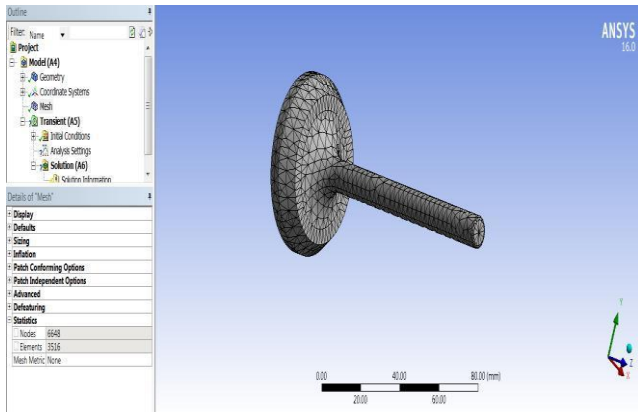 Outline
Filter: Name
Project
Model (A4)
Geometry
Coordinate Systems
Mesh
Transient (A5)
Initial Conditions
Analysis Settings
Solution (A6)
Solution Information
Details of "Mesh"
Display
Defaults
Sizing
Inflation
Patch Conforming Options
Patch Independent Options
Advanced
Defeaturing
Statistics
Nodes 6648
Elements 3516
Mesh Metric None
ANSYS
16.0
0.00 40.00 80.00 (mm)
20.00 60.00
Y
Z
X